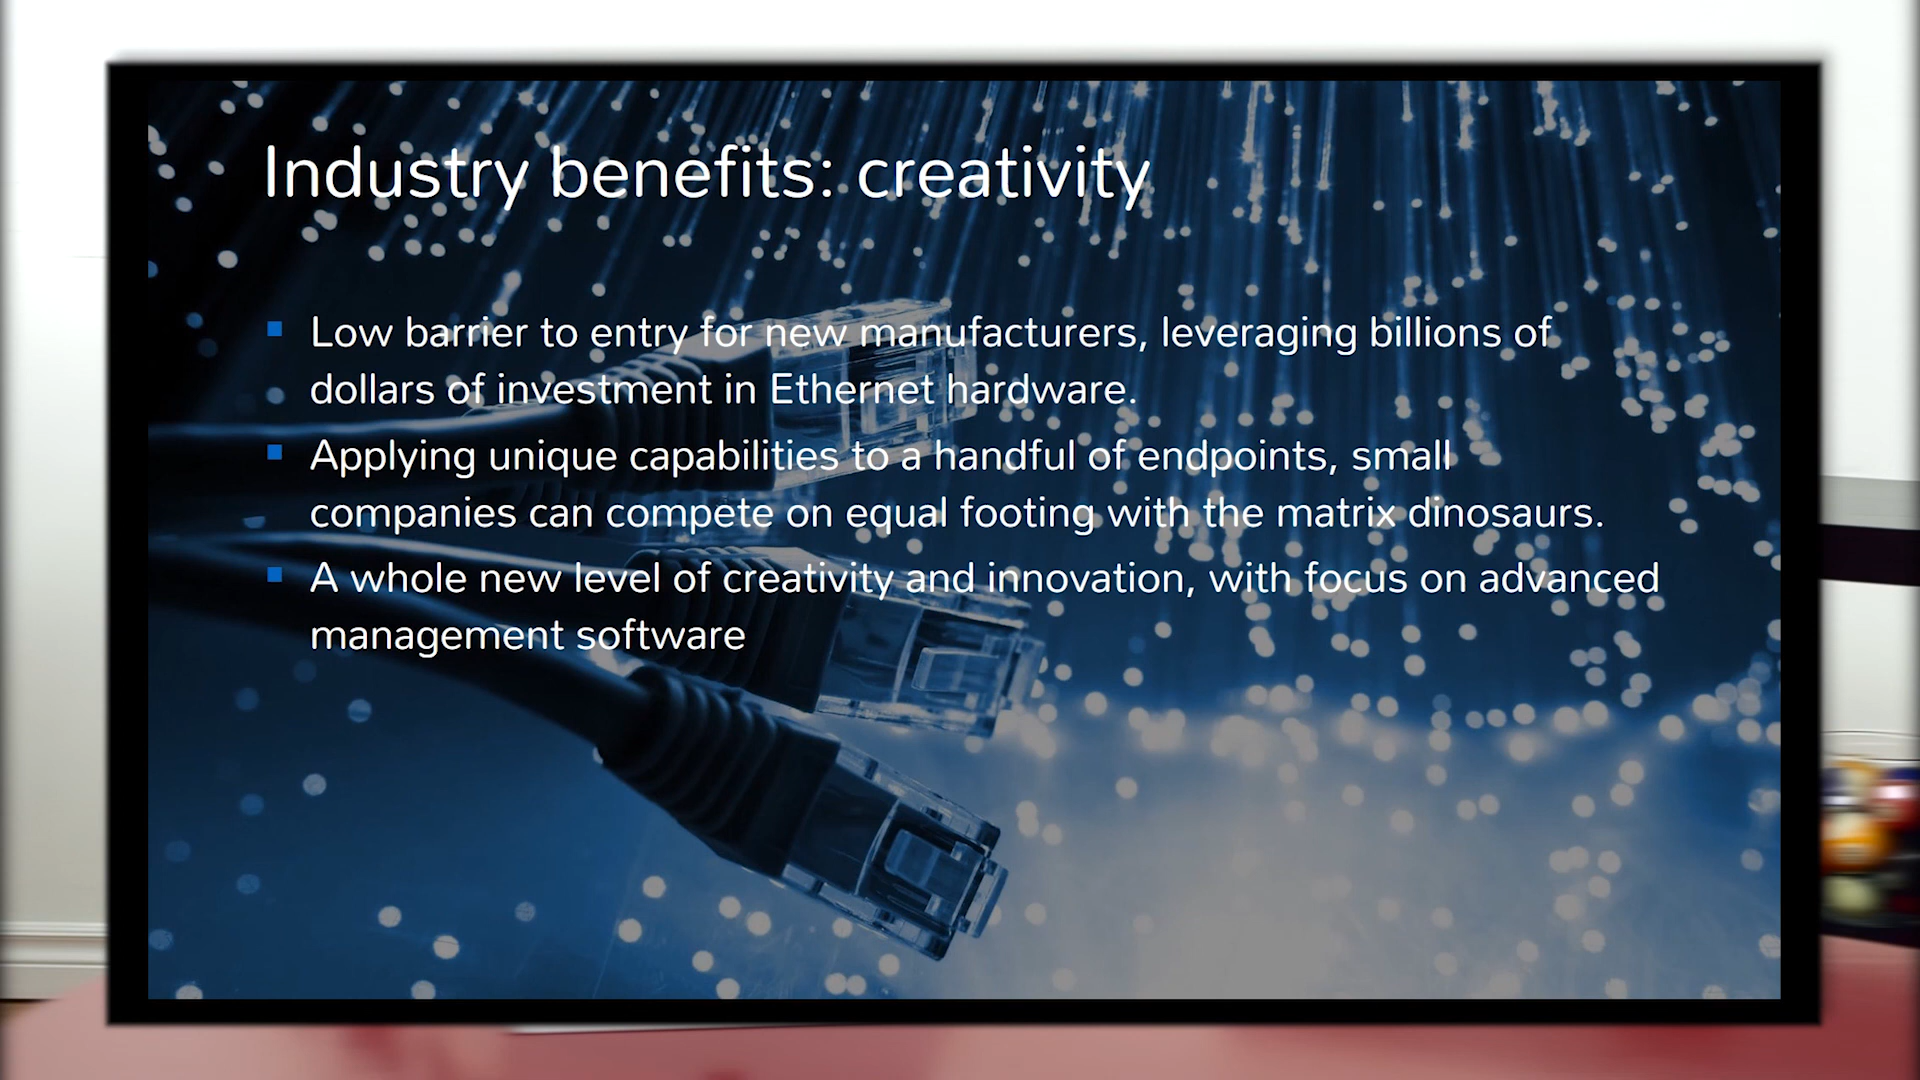 Industry benefits: creativity
Low barrier to entry for new manufacturers, leveraging billions of
dollars of investment in Ethernet hardware.
Applying unique capabilities to a handful of endpoints, small
companies can compete on equal footing with the matrix dinosaurs.
A whole new level of creativity and innovation, with focus on advanced
management software